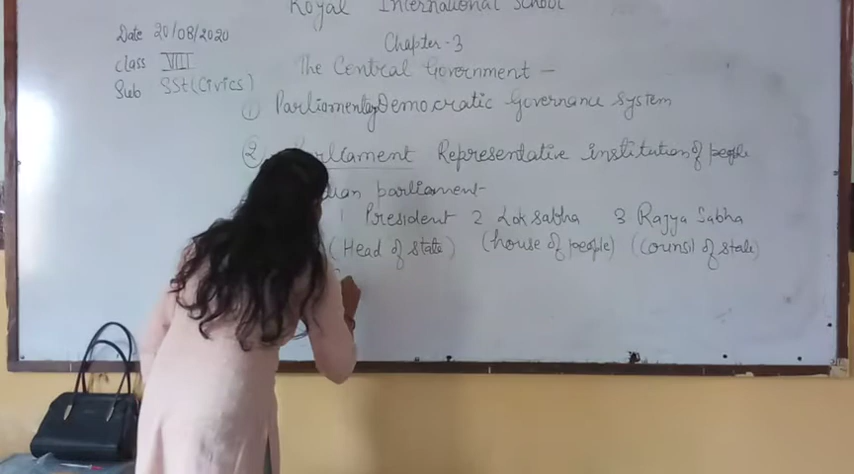 Royal International School
Date 20/08/2020
Chapter-3
Class VIII
The Central Government —
Sub SSt (Civics)
① Parliamentary Democratic Governance System
② Parliament Representative institution of people
parliament-
1 President 2 Lok sabha 3 Rajya Sabha
(Head of state) (house of people) (Counsil of state)